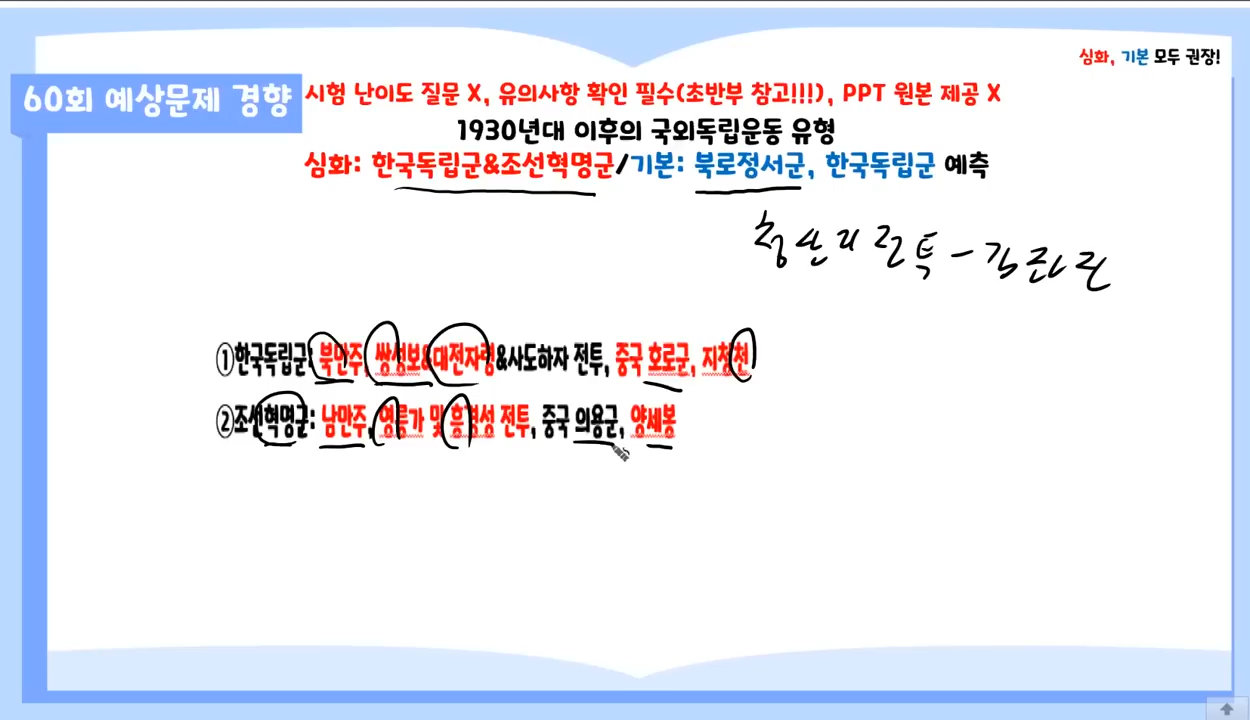 심화, 기본 모두 권장!
60회 예상문제 경향
시험 난이도 질문 X, 유의사항 확인 필수(초반부 참고!!!), PPT 원본 제공 X
1930년대 이후의 국외독립운동 유형
심화: 한국독립군&조선혁명군/기본: 북로정서군, 한국독립군 예측
청산리 전투 - 김좌진
①한국독립군: 북만주, 쌍성보&대전자령&사도하자 전투, 중국 호로군, 지청천
②조선혁명군: 남만주, 영릉가 및 흥경성 전투, 중국 의용군, 양세봉